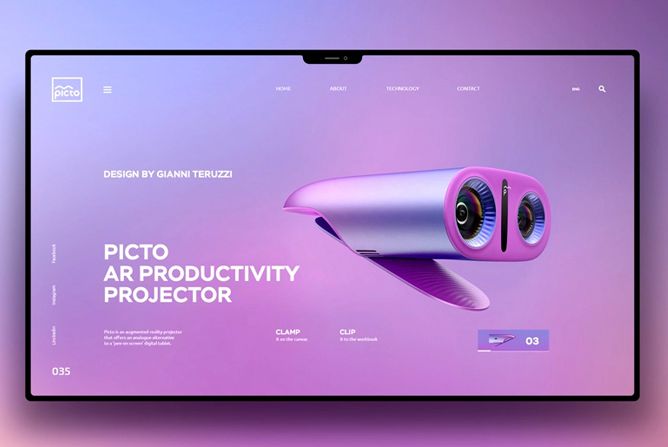 picto
HOME
ABOUT
TECHNOLOGY
CONTACT
ENG
DESIGN BY GIANNI TERUZZI
PICTO
AR PRODUCTIVITY
PROJECTOR
Facebook
Instagram
LinkedIn
Picto is an augmented reality projector
that offers an analogue alternative
to a 'pen-on-screen' digital tablet.
CLAMP
it on the canvas
CLIP
it to the workbook
03
035